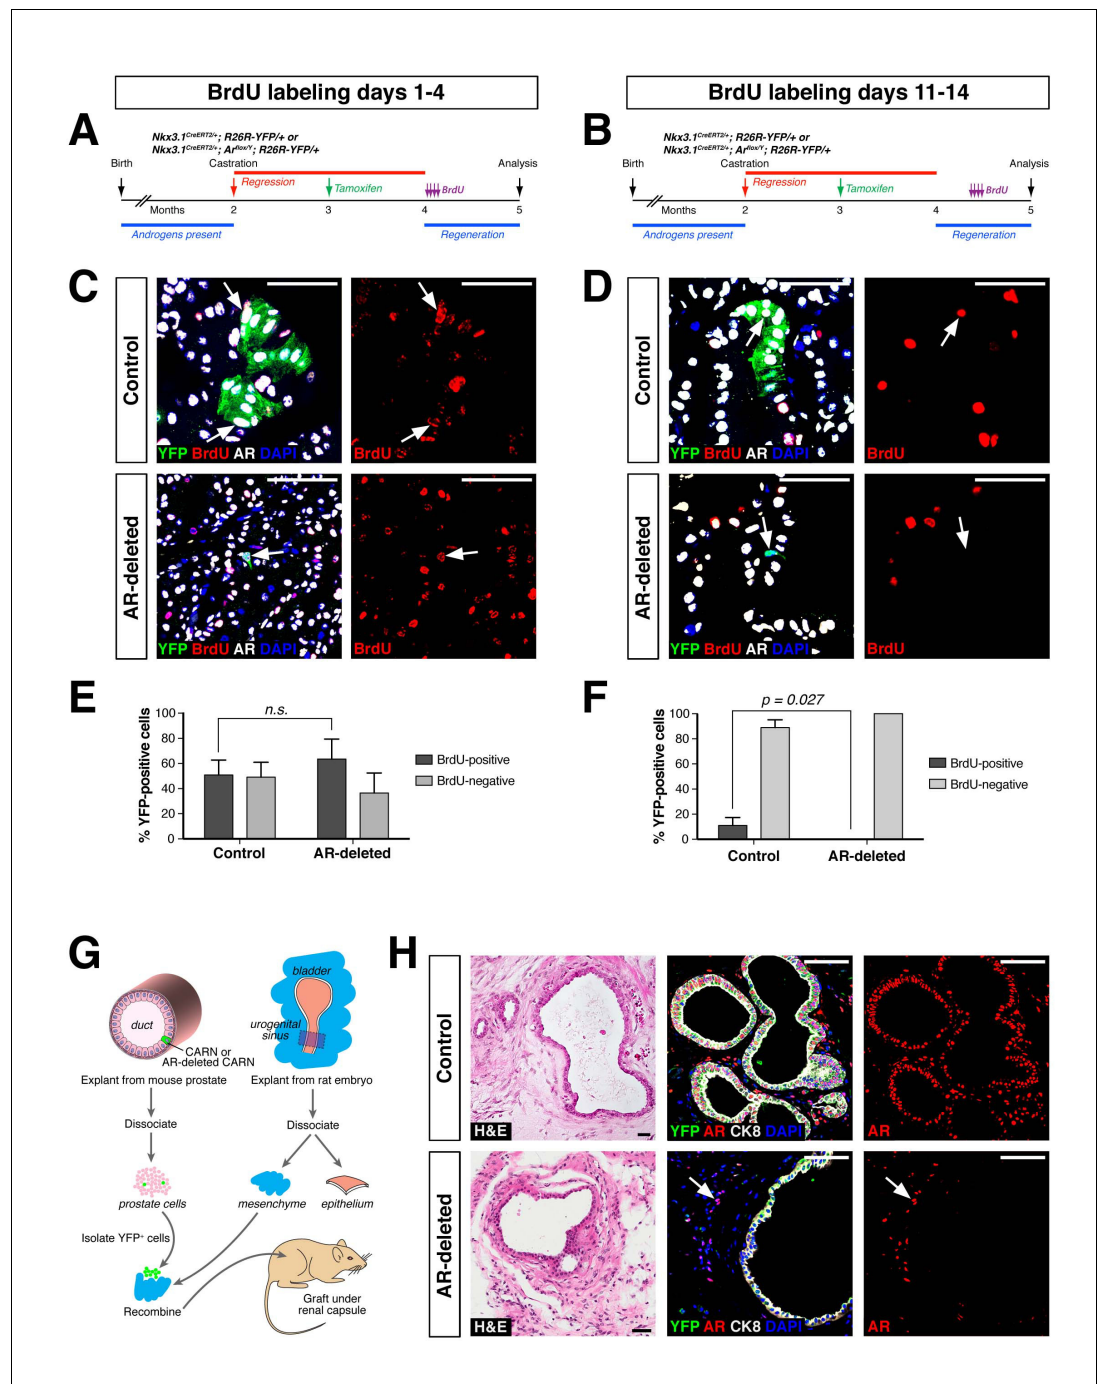 BrdU labeling days 1-4
BrdU labeling days 11-14
A
Nkx3.1CreERT2/+; R26R-YFP/+ or
Nkx3.1CreERT2/+; Arflox/Y; R26R-YFP/+
Birth
Castration
Analysis
Regression
Tamoxifen
BrdU
Months
2
3
4
5
Androgens present
Regeneration
B
Nkx3.1CreERT2/+; R26R-YFP/+ or
Nkx3.1CreERT2/+; Arflox/Y; R26R-YFP/+
Birth
Castration
Analysis
Regression
Tamoxifen
BrdU
Months
2
3
4
5
Androgens present
Regeneration
C
Control
YFP BrdU AR DAPI
BrdU
AR-deleted
YFP BrdU AR DAPI
BrdU
D
Control
YFP BrdU AR DAPI
BrdU
AR-deleted
YFP BrdU AR DAPI
BrdU
E
% YFP-positive cells
100
80
60
40
20
0
n.s.
BrdU-positive
BrdU-negative
Control
AR-deleted
F
% YFP-positive cells
100
80
60
40
20
0
p = 0.027
BrdU-positive
BrdU-negative
Control
AR-deleted
G
duct
CARN or
AR-deleted CARN
Explant from mouse prostate
bladder
urogenital
sinus
Explant from rat embryo
Dissociate
Dissociate
prostate cells
mesenchyme
epithelium
Isolate YFP+ cells
Recombine
Graft under
renal capsule
H
Control
H&E
YFP AR CK8 DAPI
AR
AR-deleted
H&E
YFP AR CK8 DAPI
AR